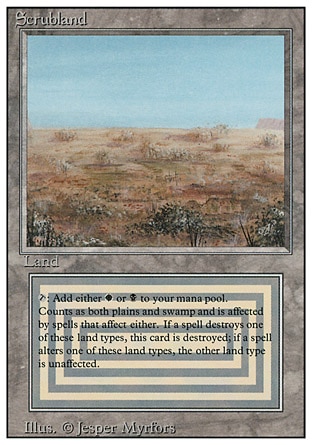 Scrubland
Land
: Add either or to your mana pool.
Counts as both plains and swamp and is affected
by spells that affect either. If a spell destroys one
of these land types, this card is destroyed; if a spell
alters one of these land types, the other land type
is unaffected.
Illus. © Jesper Myrfors